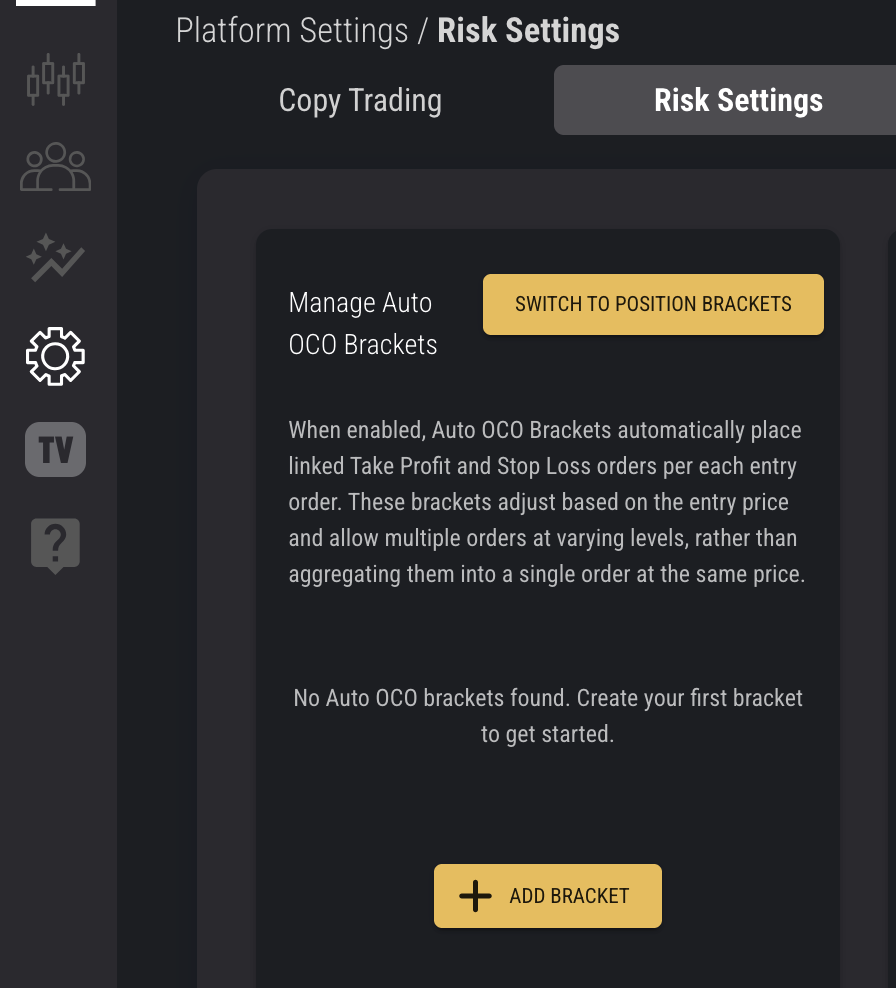 Platform Settings / Risk Settings
Copy Trading
Risk Settings
Manage Auto
OCO Brackets
SWITCH TO POSITION BRACKETS
When enabled, Auto OCO Brackets automatically place
linked Take Profit and Stop Loss orders per each entry
order. These brackets adjust based on the entry price
and allow multiple orders at varying levels, rather than
aggregating them into a single order at the same price.
No Auto OCO brackets found. Create your first bracket
to get started.
ADD BRACKET
TV
?